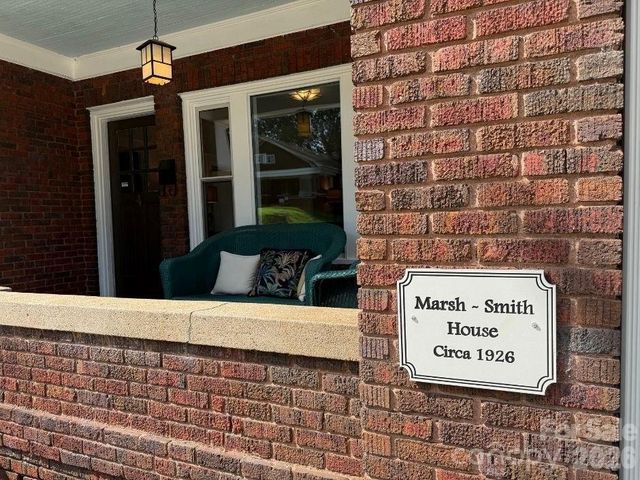 Marsh ~ Smith
House
Circa 1926